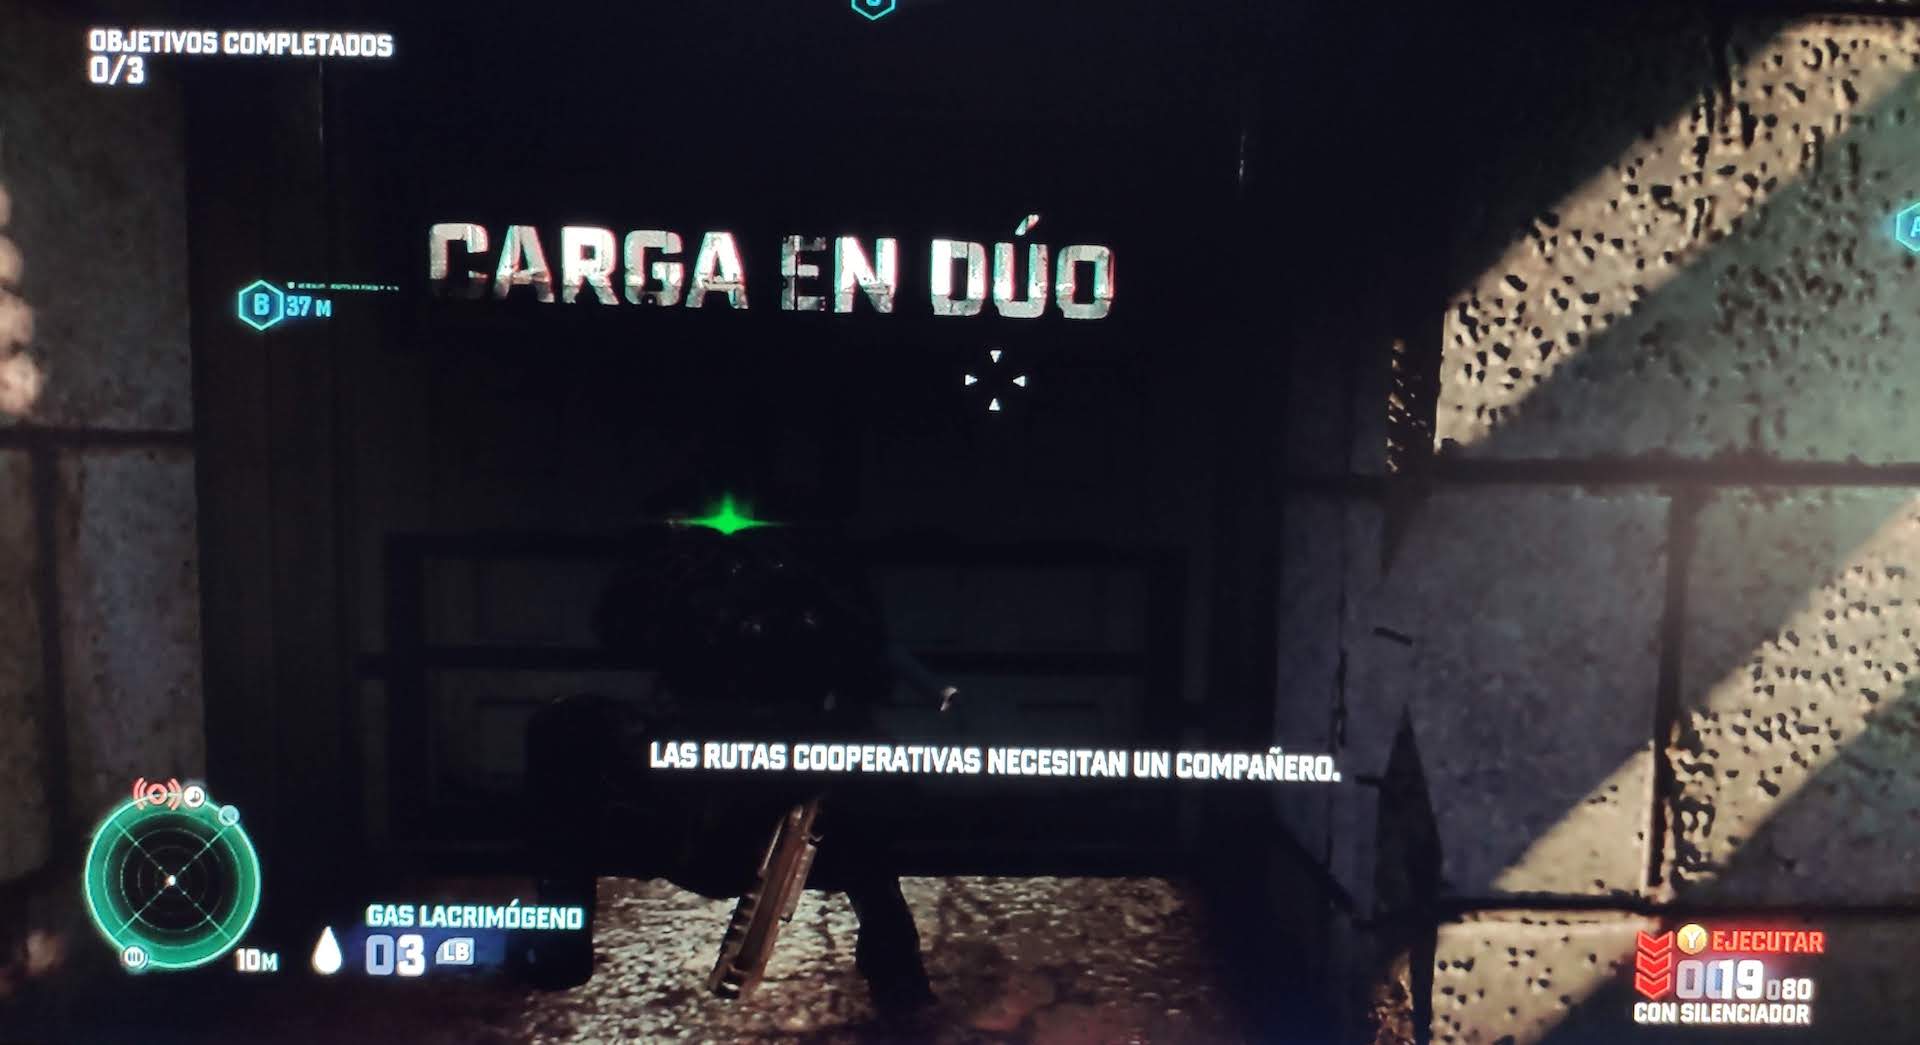 OBJETIVOS COMPLETADOS
0/3
CARGA EN DÚO
B 37 M
A
LAS RUTAS COOPERATIVAS NECESITAN UN COMPAÑERO.
10M
GAS LACRIMÓGENO
03 LB
Y EJECUTAR
0019 080
CON SILENCIADOR